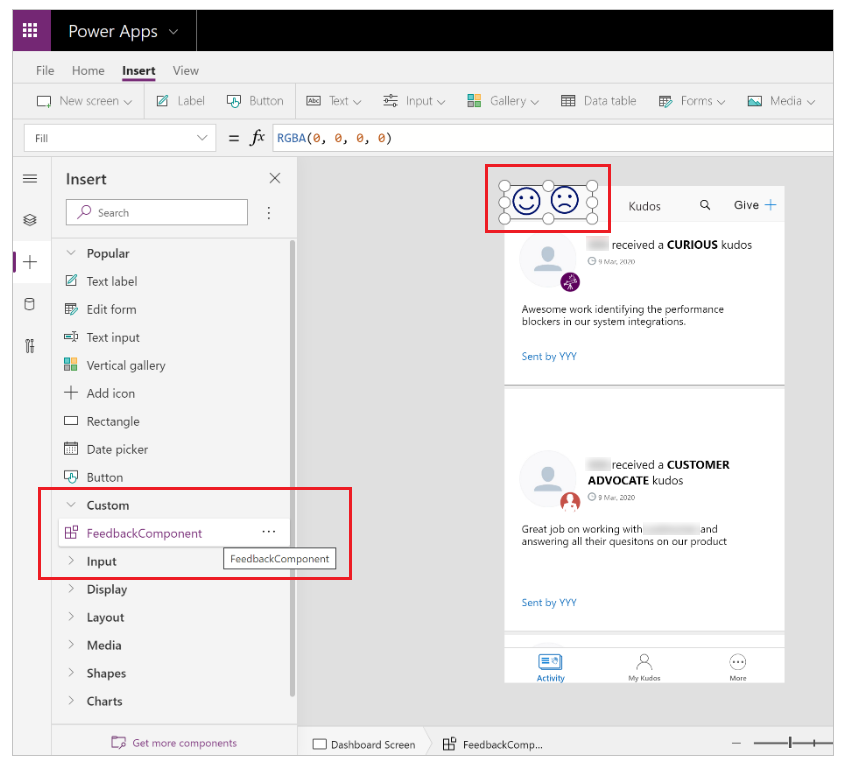 Power Apps
File Home Insert View
New screen Label Button Abc Text Input Gallery Data table Forms Media
Fill = fx RGBA(0, 0, 0, 0)
Insert
Search
Popular
Text label
Edit form
Text input
Vertical gallery
Add icon
Rectangle
Date picker
Button
Custom
FeedbackComponent ...
FeedbackComponent
Input
Display
Layout
Media
Shapes
Charts
Get more components
Kudos Give
received a CURIOUS kudos
9 Mar, 2020
Awesome work identifying the performance
blockers in our system integrations.
Sent by YYY
received a CUSTOMER
ADVOCATE kudos
9 Mar, 2020
Great job on working with and
answering all their quesitons on our product
Sent by YYY
Activity My Kudos More
Dashboard Screen FeedbackComp...